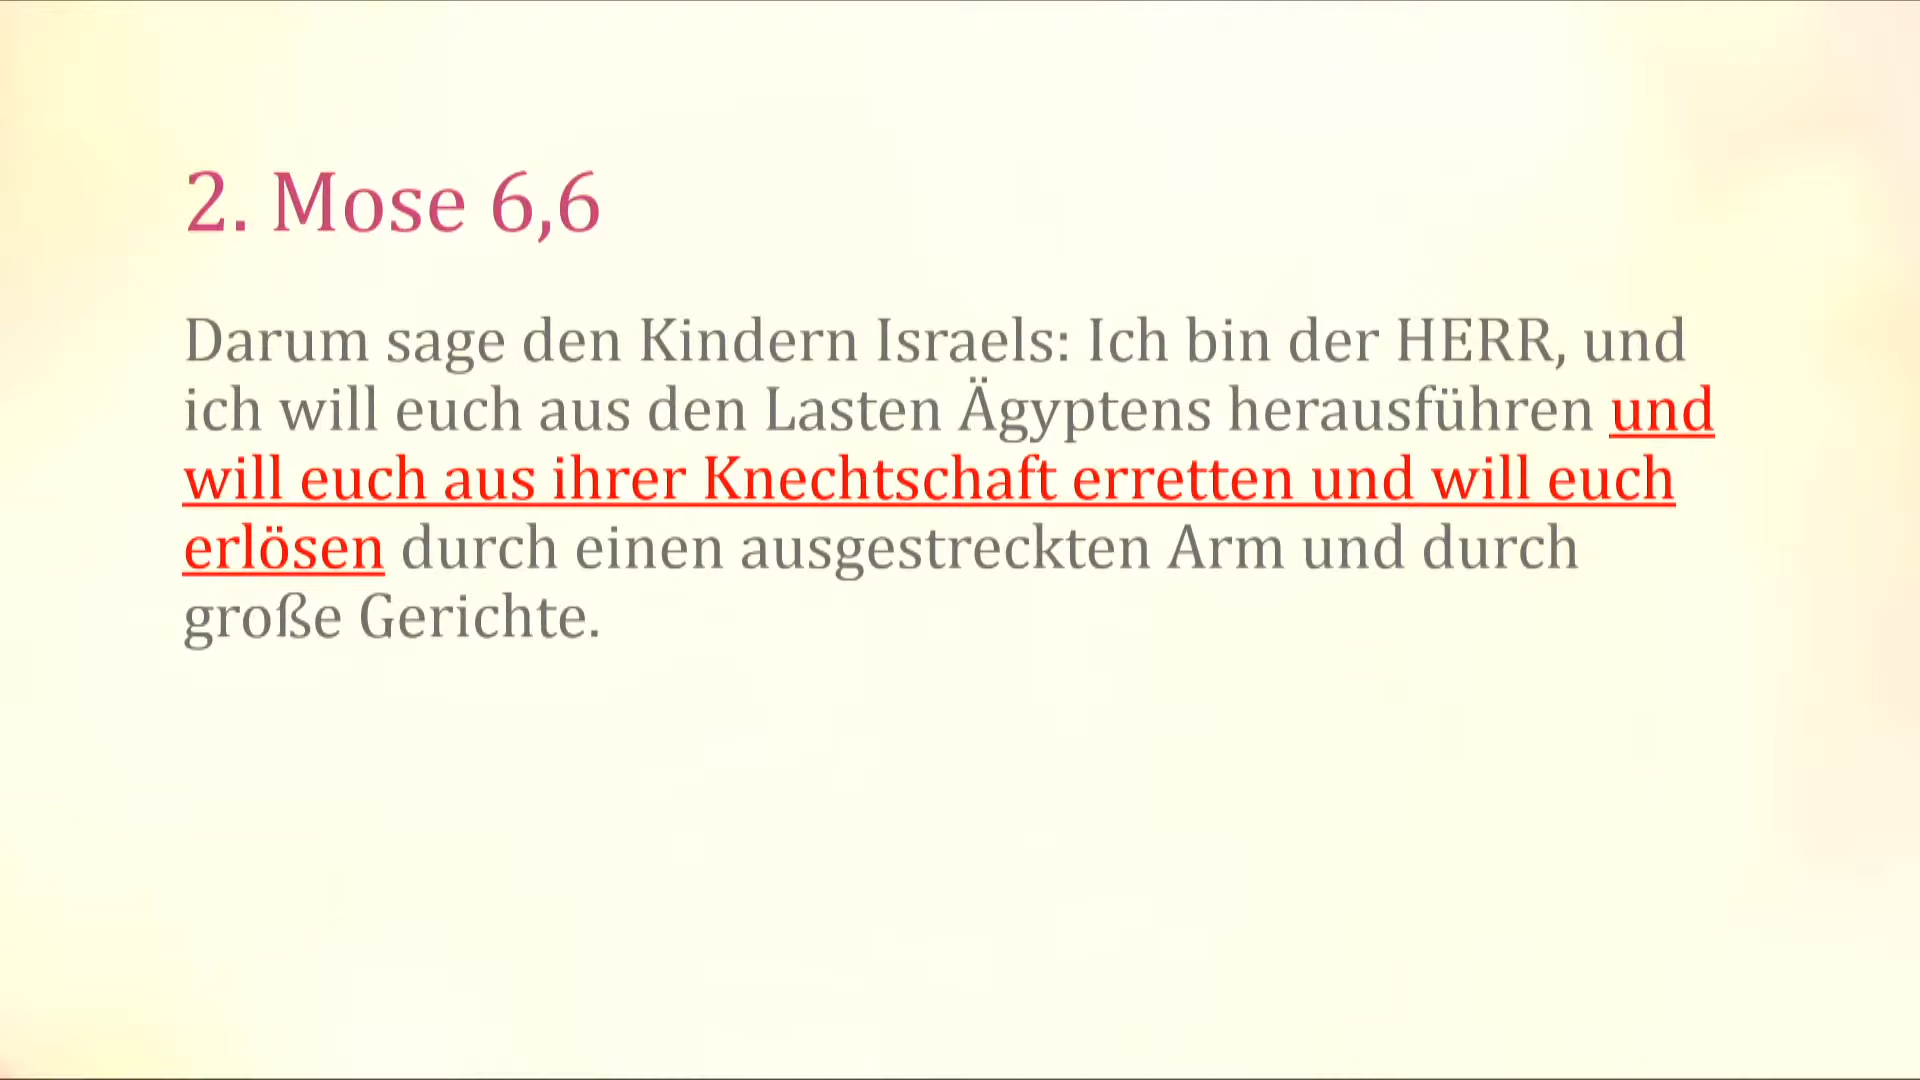 2. Mose 6,6
Darum sage den Kindern Israels: Ich bin der HERR, und
ich will euch aus den Lasten Ägyptens herausführen und
will euch aus ihrer Knechtschaft erretten und will euch
erlösen durch einen ausgestreckten Arm und durch
große Gerichte.